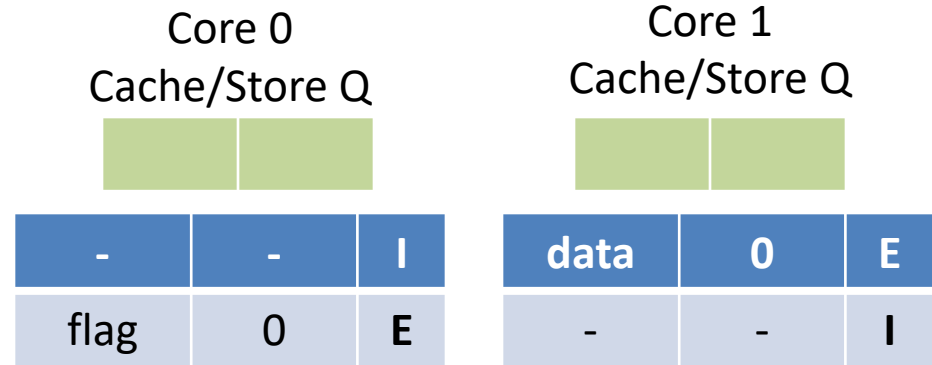 Core 0
Cache/Store Q
- - I
flag 0 E
Core 1
Cache/Store Q
data 0 E
- - I